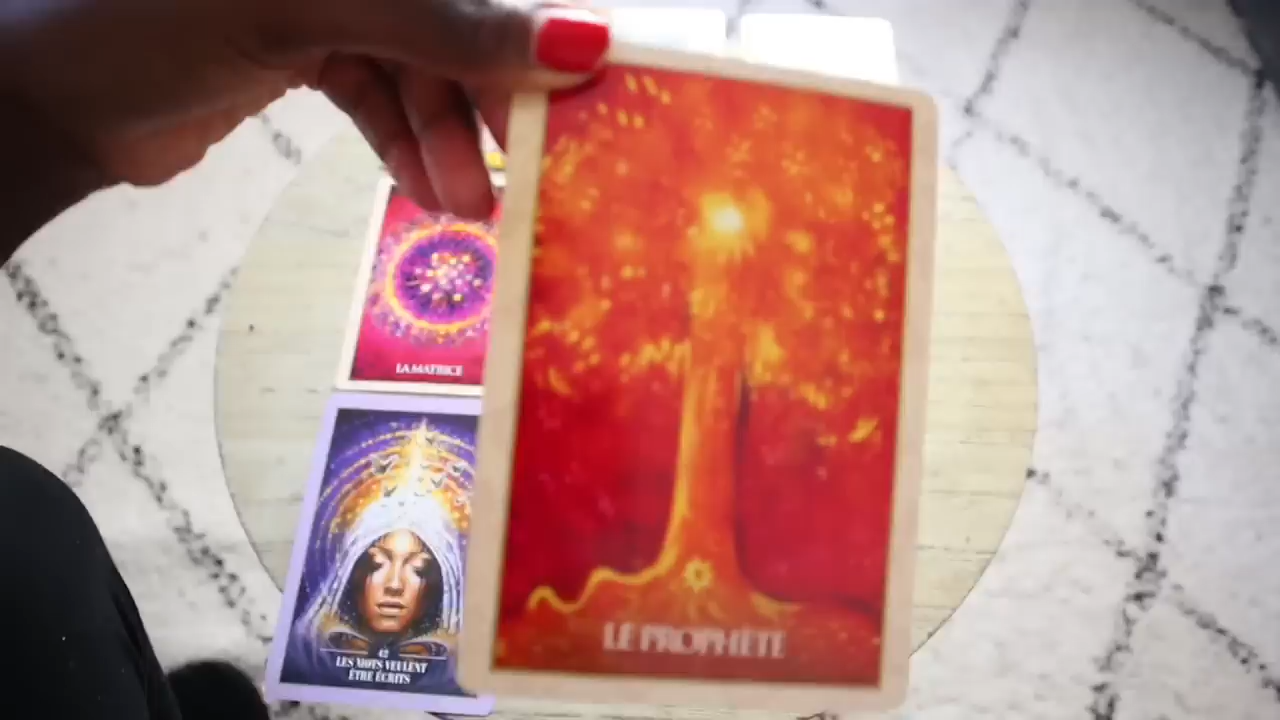 LA MATRICE
42
LES MOTS VEULENT
ÊTRE ÉCRITS
LE PROPHÈTE